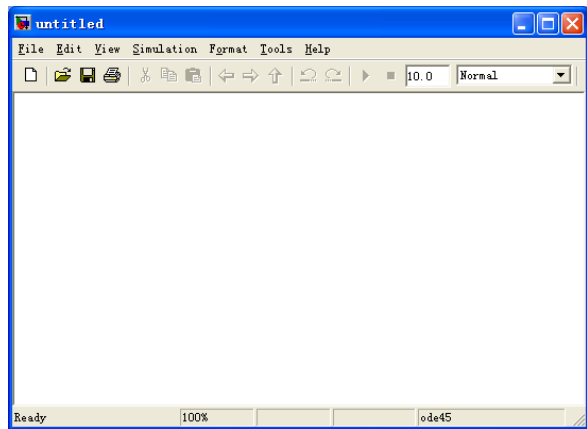 untitled
File Edit View Simulation Format Tools Help
10.0 Normal
Ready 100% ode45